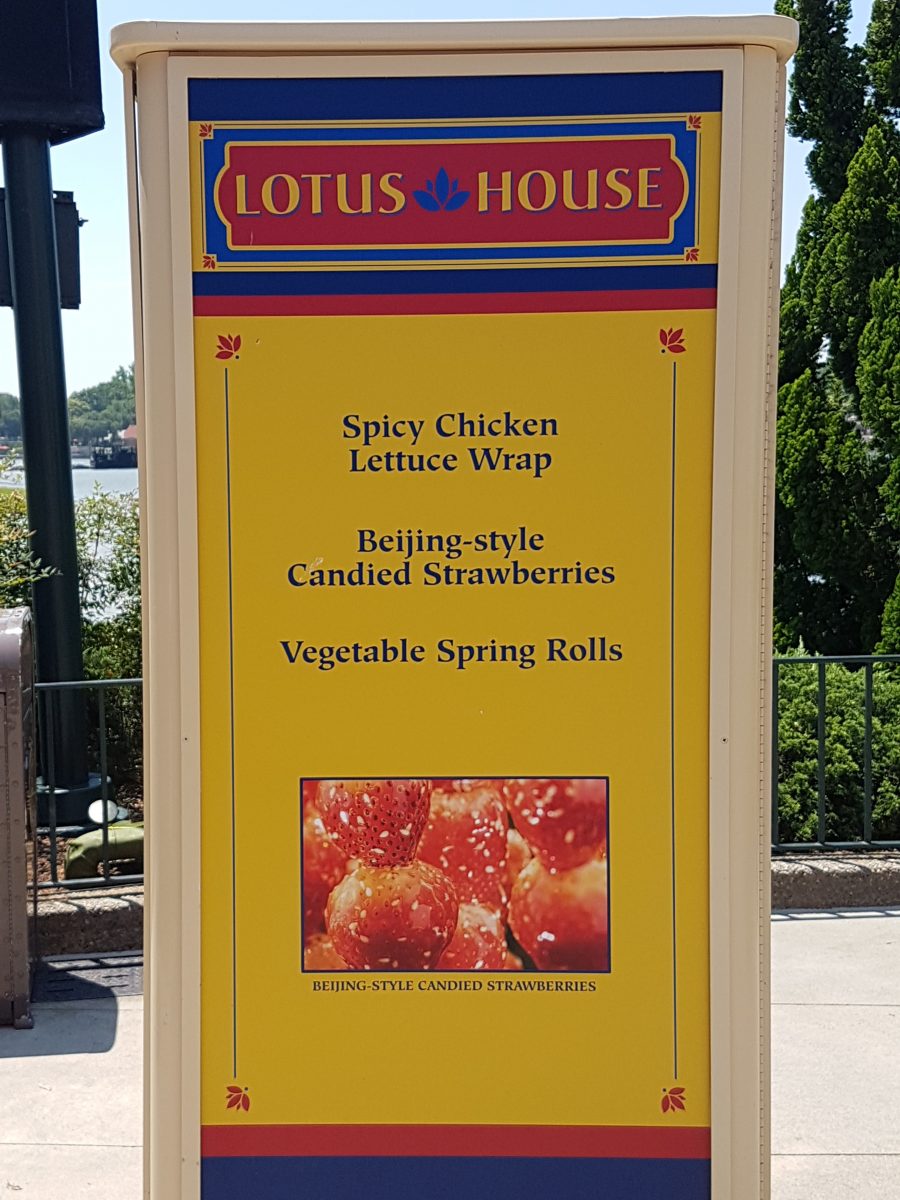 LOTUS HOUSE
Spicy Chicken
Lettuce Wrap
Beijing-style
Candied Strawberries
Vegetable Spring Rolls
BEIJING-STYLE CANDIED STRAWBERRIES